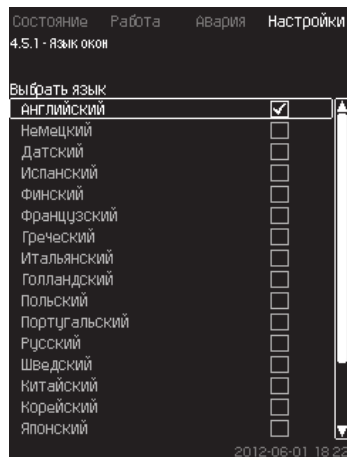 Состояние Работа Авария Настройки
4.5.1 - Язык окон
Выбрать язык
Английский
Немецкий
Датский
Испанский
Финский
Французский
Греческий
Итальянский
Голландский
Польский
Португальский
Русский
Шведский
Китайский
Корейский
Японский
2012-06-01 18:22